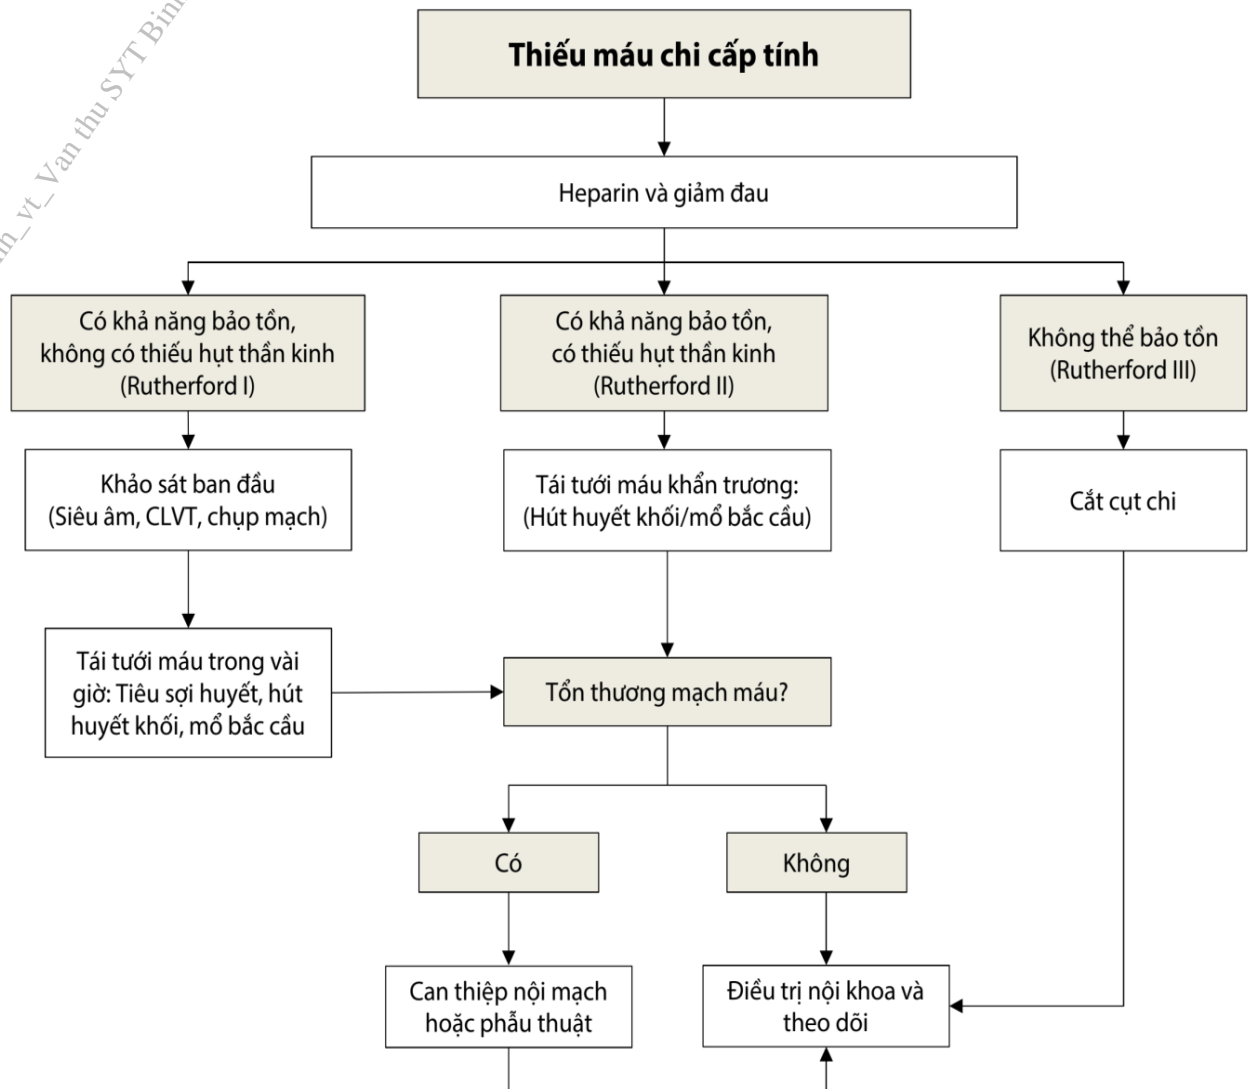 Thiếu máu chi cấp tính
Heparin và giảm đau
Có khả năng bảo tồn,
không có thiếu hụt thần kinh
(Rutherford I)
Có khả năng bảo tồn,
có thiếu hụt thần kinh
(Rutherford II)
Không thể bảo tồn
(Rutherford III)
Khảo sát ban đầu
(Siêu âm, CLVT, chụp mạch)
Tái tưới máu khẩn trương:
(Hút huyết khối/mổ bắc cầu)
Cắt cụt chi
Tái tưới máu trong vài
giờ: Tiêu sợi huyết, hút
huyết khối, mổ bắc cầu
Tổn thương mạch máu?
Có
Không
Can thiệp nội mạch
hoặc phẫu thuật
Điều trị nội khoa và
theo dõi
vt_Van thu SYT Binh